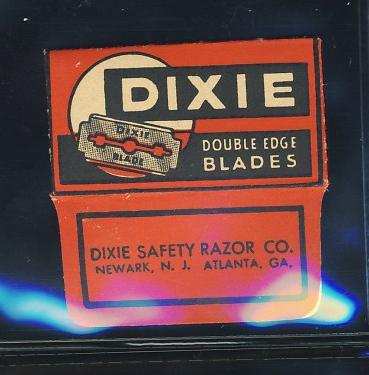 DIXIE
DOUBLE EDGE
BLADES
DIXIE
BLADE
DIXIE SAFETY RAZOR CO.
NEWARK, N. J. ATLANTA, GA.